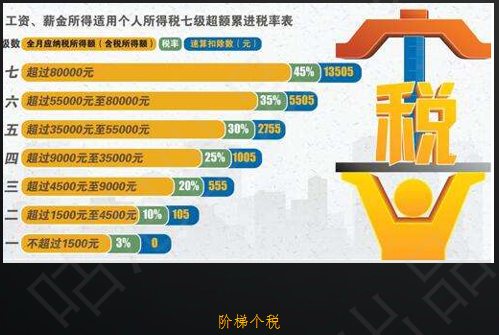 工资、薪金所得适用个人所得税七级超额累进税率表
级数 全月应纳税所得额（含税所得额） 税率 速算扣除数（元）
七 超过80000元 45% 13505
六 超过55000元至80000元 35% 5505
五 超过35000元至55000元 30% 2755
四 超过9000元至35000元 25% 1005
三 超过4500元至9000元 20% 555
二 超过1500元至4500元 10% 105
一 不超过1500元 3% 0
税
阶梯个税